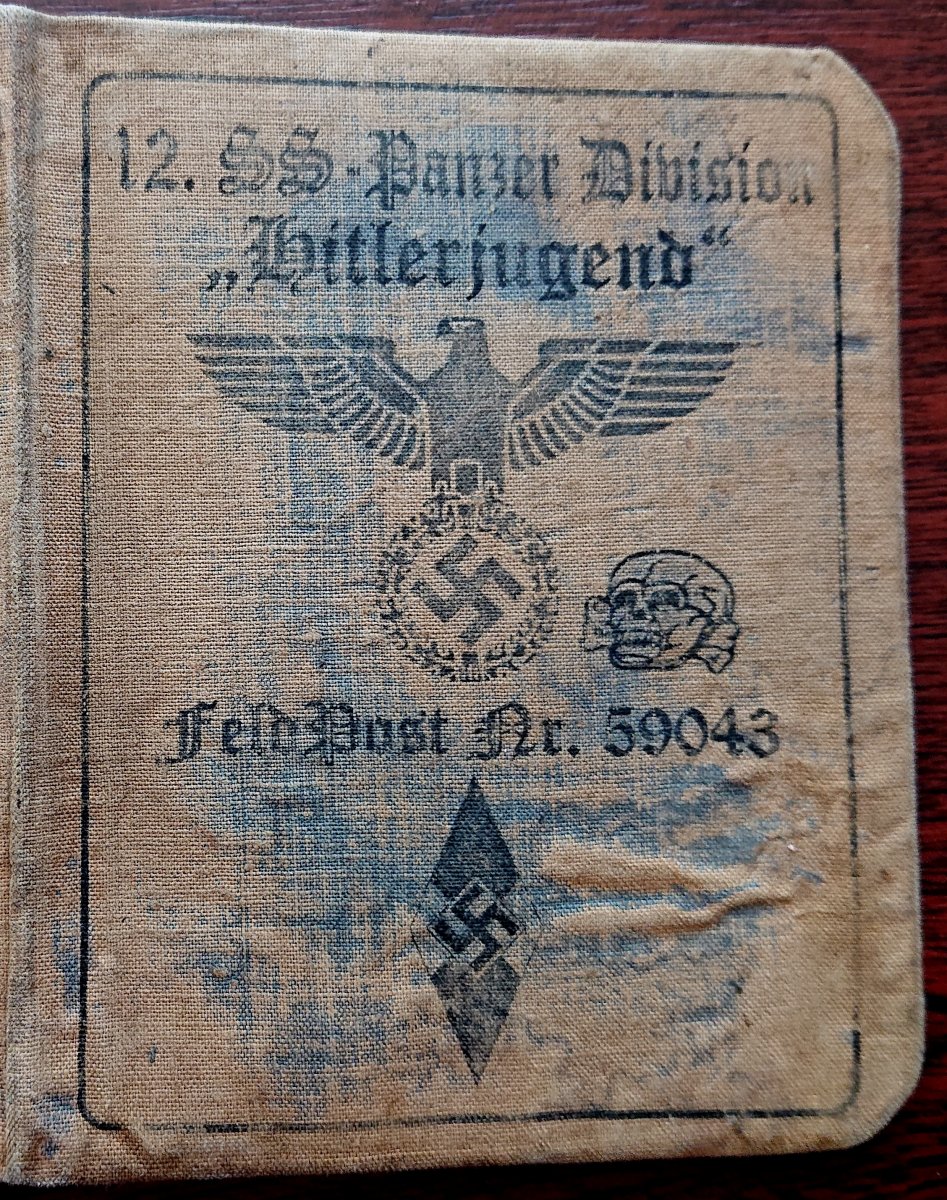 12. SS-Panzer Division
„Hitlerjugend“
FeldPost Nr. 59043